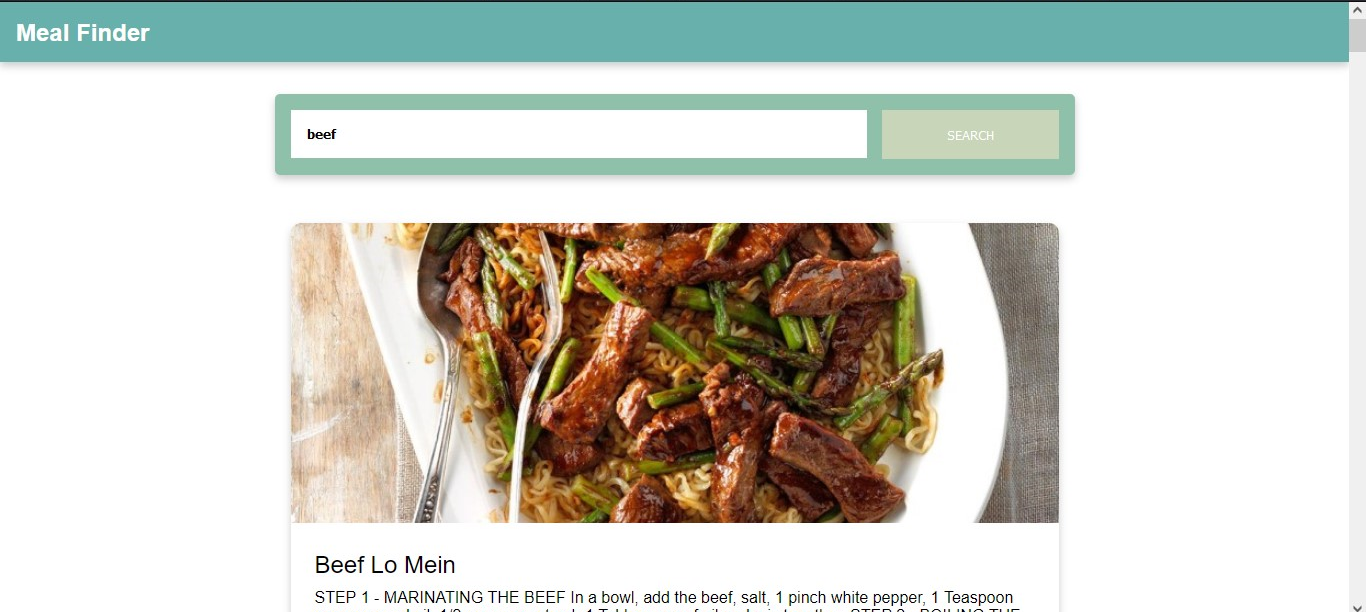 Meal Finder
beef
SEARCH
Beef Lo Mein
STEP 1 - MARINATING THE BEEF In a bowl, add the beef, salt, 1 pinch white pepper, 1 Teaspoon